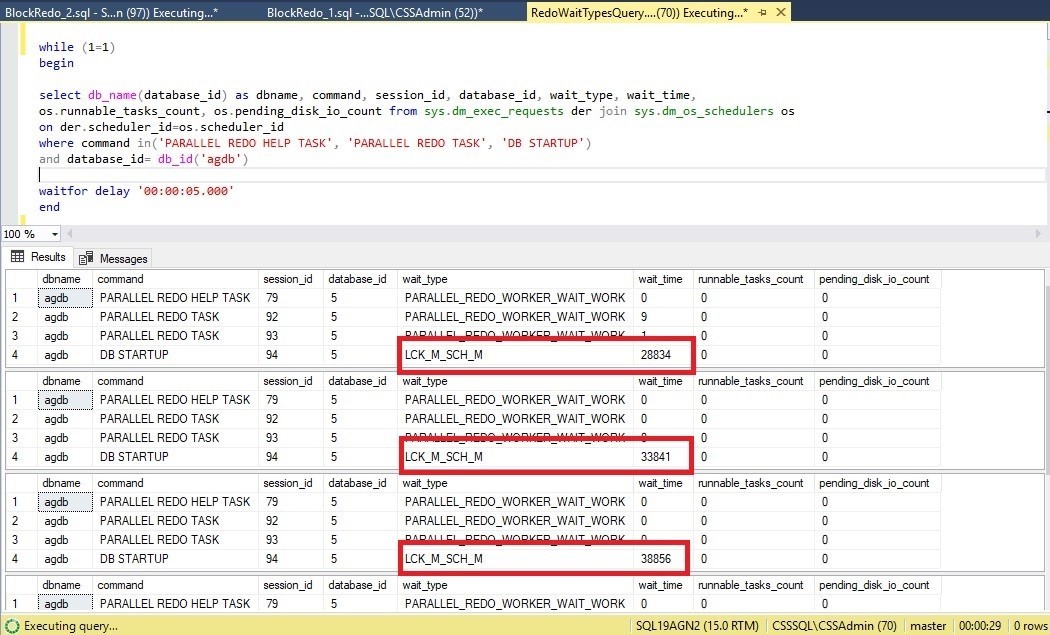 BlockRedo_2.sql - S...n (97)) Executing...* BlockRedo_1.sql -...SQL\CSSAdmin (52))* RedoWaitTypesQuery....(70)) Executing...*
while (1=1)
begin
select db_name(database_id) as dbname, command, session_id, database_id, wait_type, wait_time,
os.runnable_tasks_count, os.pending_disk_io_count from sys.dm_exec_requests der join sys.dm_os_schedulers os
on der.scheduler_id=os.scheduler_id
where command in('PARALLEL REDO HELP TASK', 'PARALLEL REDO TASK', 'DB STARTUP')
and database_id= db_id('agdb')
waitfor delay '00:00:05.000'
end
100 %
Results Messages
dbname command session_id database_id wait_type wait_time runnable_tasks_count pending_disk_io_count
1 agdb PARALLEL REDO HELP TASK 79 5 PARALLEL_REDO_WORKER_WAIT_WORK 0 0 0
2 agdb PARALLEL REDO TASK 92 5 PARALLEL_REDO_WORKER_WAIT_WORK 9 0 0
3 agdb PARALLEL REDO TASK 93 5 PARALLEL_REDO_WORKER_WAIT_WORK 1 0 0
4 agdb DB STARTUP 94 5 LCK_M_SCH_M 28834 0 0
dbname command session_id database_id wait_type wait_time runnable_tasks_count pending_disk_io_count
1 agdb PARALLEL REDO HELP TASK 79 5 PARALLEL_REDO_WORKER_WAIT_WORK 0 0 0
2 agdb PARALLEL REDO TASK 92 5 PARALLEL_REDO_WORKER_WAIT_WORK 0 0 0
3 agdb PARALLEL REDO TASK 93 5 PARALLEL_REDO_WORKER_WAIT_WORK 0 0 0
4 agdb DB STARTUP 94 5 LCK_M_SCH_M 33841 0 0
dbname command session_id database_id wait_type wait_time runnable_tasks_count pending_disk_io_count
1 agdb PARALLEL REDO HELP TASK 79 5 PARALLEL_REDO_WORKER_WAIT_WORK 0 0 0
2 agdb PARALLEL REDO TASK 92 5 PARALLEL_REDO_WORKER_WAIT_WORK 0 0 0
3 agdb PARALLEL REDO TASK 93 5 PARALLEL_REDO_WORKER_WAIT_WORK 0 0 0
4 agdb DB STARTUP 94 5 LCK_M_SCH_M 38856 0 0
dbname command session_id database_id wait_type wait_time runnable_tasks_count pending_disk_io_count
1 agdb PARALLEL REDO HELP TASK 79 5 PARALLEL_REDO_WORKER_WAIT_WORK 0 0 0
Executing query... SQL19AGN2 (15.0 RTM) CSSSQL\CSSAdmin (70) master 00:00:29 0 rows